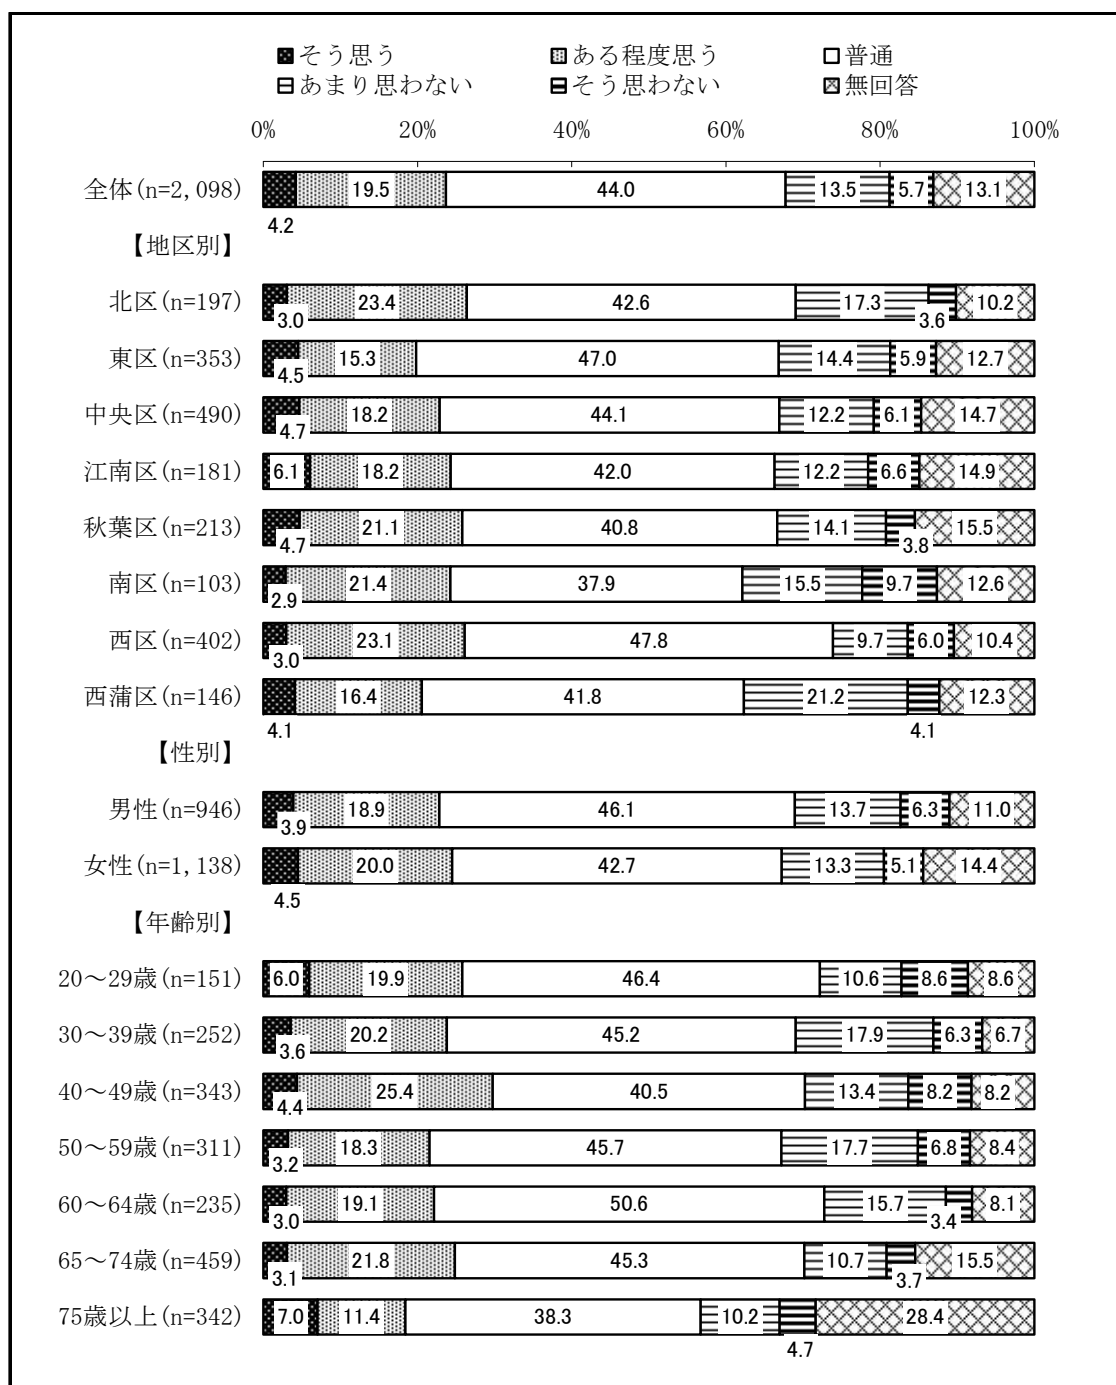 そう思う ある程度思う 普通
あまり思わない そう思わない 無回答
0% 20% 40% 60% 80% 100%
全体(n=2,098) 19.5 44.0 13.5 5.7 13.1
4.2
【地区別】
北区(n=197) 3.0 23.4 42.6 17.3 3.6 10.2
東区(n=353) 4.5 15.3 47.0 14.4 5.9 12.7
中央区(n=490) 4.7 18.2 44.1 12.2 6.1 14.7
江南区(n=181) 6.1 18.2 42.0 12.2 6.6 14.9
秋葉区(n=213) 4.7 21.1 40.8 14.1 3.8 15.5
南区(n=103) 2.9 21.4 37.9 15.5 9.7 12.6
西区(n=402) 3.0 23.1 47.8 9.7 6.0 10.4
西蒲区(n=146) 16.4 41.8 21.2 12.3
4.1 4.1
【性別】
男性(n=946) 3.9 18.9 46.1 13.7 6.3 11.0
女性(n=1,138) 20.0 42.7 13.3 5.1 14.4
4.5
【年齢別】
20～29歳(n=151) 6.0 19.9 46.4 10.6 8.6 8.6
30～39歳(n=252) 3.6 20.2 45.2 17.9 6.3 6.7
40～49歳(n=343) 4.4 25.4 40.5 13.4 8.2 8.2
50～59歳(n=311) 3.2 18.3 45.7 17.7 6.8 8.4
60～64歳(n=235) 3.0 19.1 50.6 15.7 3.4 8.1
65～74歳(n=459) 3.1 21.8 45.3 10.7 3.7 15.5
75歳以上(n=342) 7.0 11.4 38.3 10.2 28.4
4.7